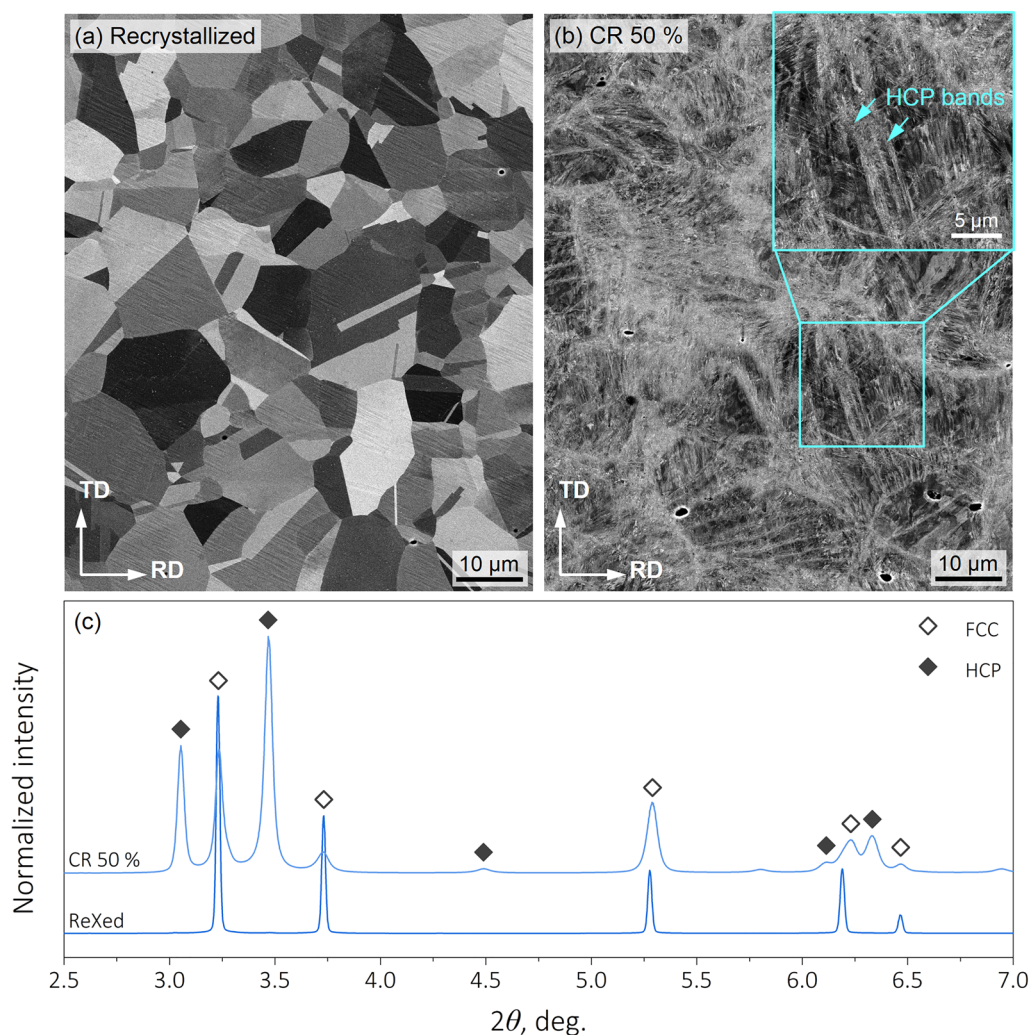 (a) Recrystallized
TD
RD
10 µm
(b) CR 50 %
HCP bands
5 µm
TD
RD
10 µm
(c)
FCC
HCP
CR 50 %
ReXed
Normalized intensity
2.5 3.0 3.5 4.0 4.5 5.0 5.5 6.0 6.5 7.0
2θ, deg.